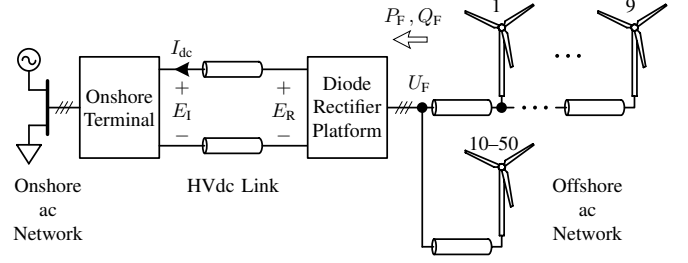 P_F, Q_F
1
9
I_dc
+
E_I
−
+
E_R
−
U_F
Onshore
Terminal
Diode
Rectifier
Platform
10–50
Onshore
ac
Network
HVdc Link
Offshore
ac
Network